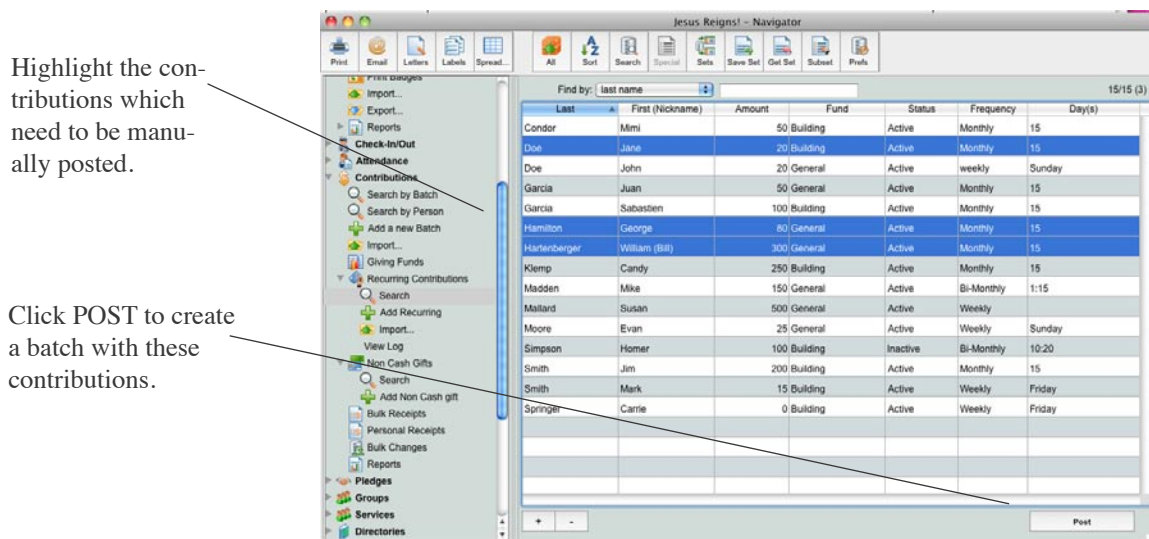 Highlight the con-
tributions which
need to be manu-
ally posted.
Click POST to create
a batch with these
contributions.
Jesus Reigns! – Navigator
Print Email Letters Labels Spread... All Sort Search Special Sets Save Set Get Set Subset Prefs
Print Badges
Import...
Export...
Reports
Check-In/Out
Attendance
Contributions
Search by Batch
Search by Person
Add a new Batch
Import...
Giving Funds
Recurring Contributions
Search
Add Recurring
Import...
View Log
Non Cash Gifts
Search
Add Non Cash gift
Bulk Receipts
Personal Receipts
Bulk Changes
Reports
Pledges
Groups
Services
Directories
Find by: last name 15/15 (3)
Last First (Nickname) Amount Fund Status Frequency Day(s)
Condor Mimi 50 Building Active Monthly 15
Doe Jane 20 Building Active Monthly 15
Doe John 20 General Active weekly Sunday
Garcia Juan 50 General Active Monthly 15
Garcia Sabastien 100 Building Active Monthly 15
Hamilton George 80 General Active Monthly 15
Hartenberger William (Bill) 300 General Active Monthly 15
Klemp Candy 250 Building Active Monthly 15
Madden Mike 150 General Active Bi-Monthly 1:15
Mallard Susan 500 General Active Weekly
Moore Evan 25 General Active Weekly Sunday
Simpson Homer 100 Building Inactive Bi-Monthly 10:20
Smith Jim 200 Building Active Monthly 15
Smith Mark 15 Building Active Weekly Friday
Springer Carrie 0 Building Active Weekly Friday
+ - Post